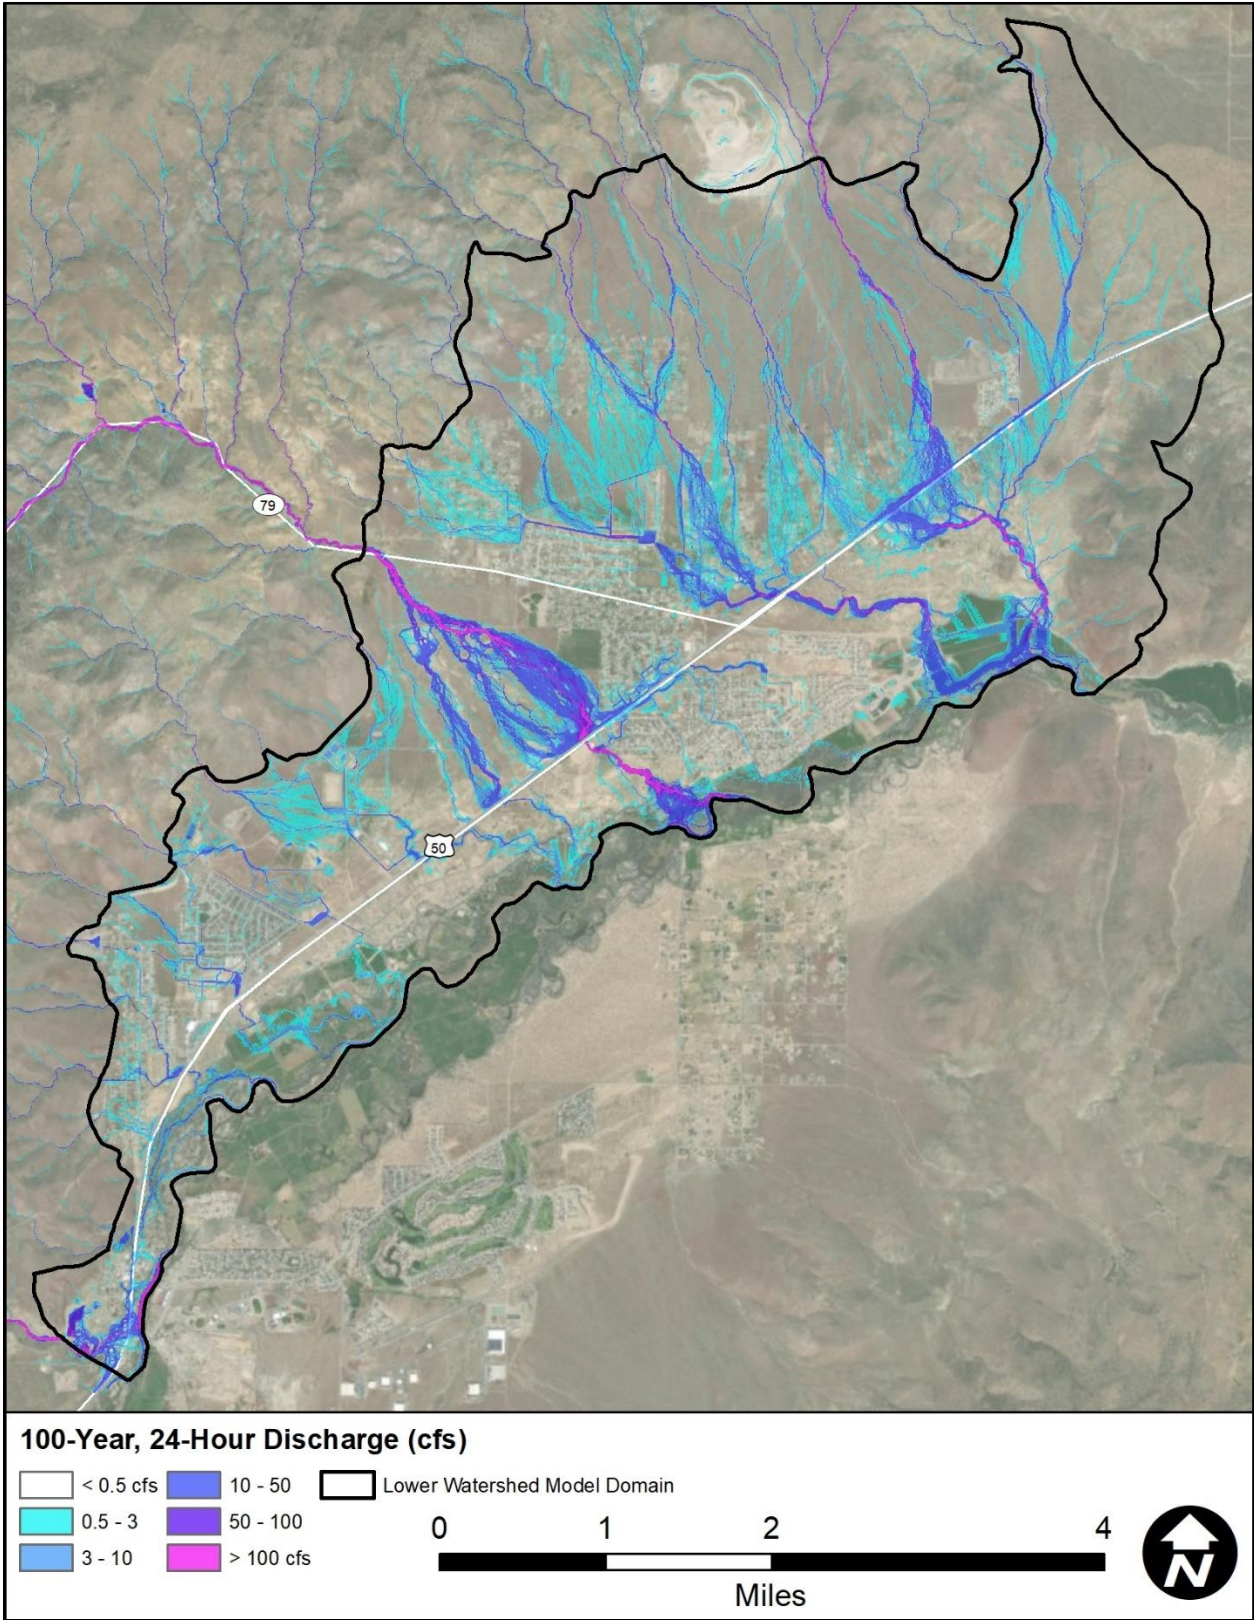 79
50
100-Year, 24-Hour Discharge (cfs)
< 0.5 cfs
10 - 50
Lower Watershed Model Domain
0.5 - 3
50 - 100
3 - 10
> 100 cfs
0 1 2 4
Miles
N